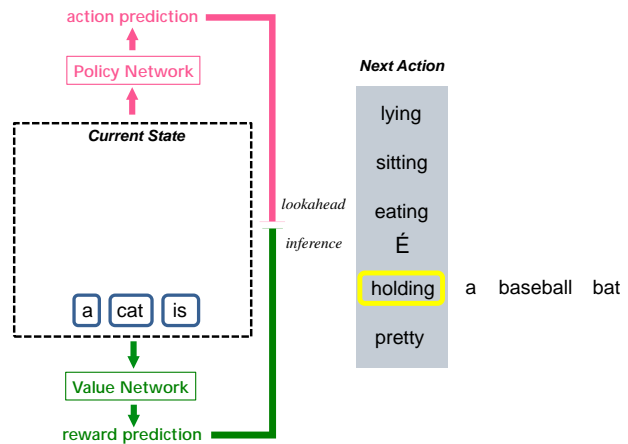 action prediction
Policy Network
Current State
a cat is
Value Network
reward prediction
lookahead
inference
Next Action
lying
sitting
eating
É
holding a baseball bat
pretty